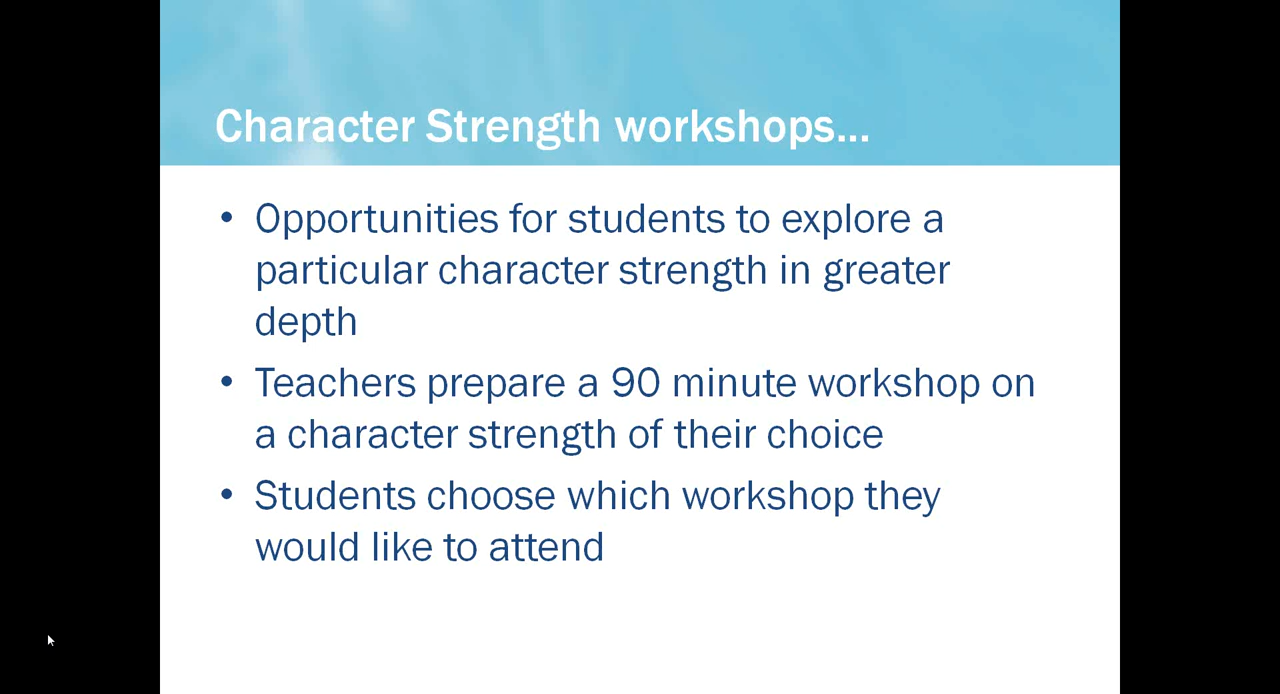 Character Strength workshops...
• Opportunities for students to explore a
particular character strength in greater
depth
• Teachers prepare a 90 minute workshop on
a character strength of their choice
• Students choose which workshop they
would like to attend